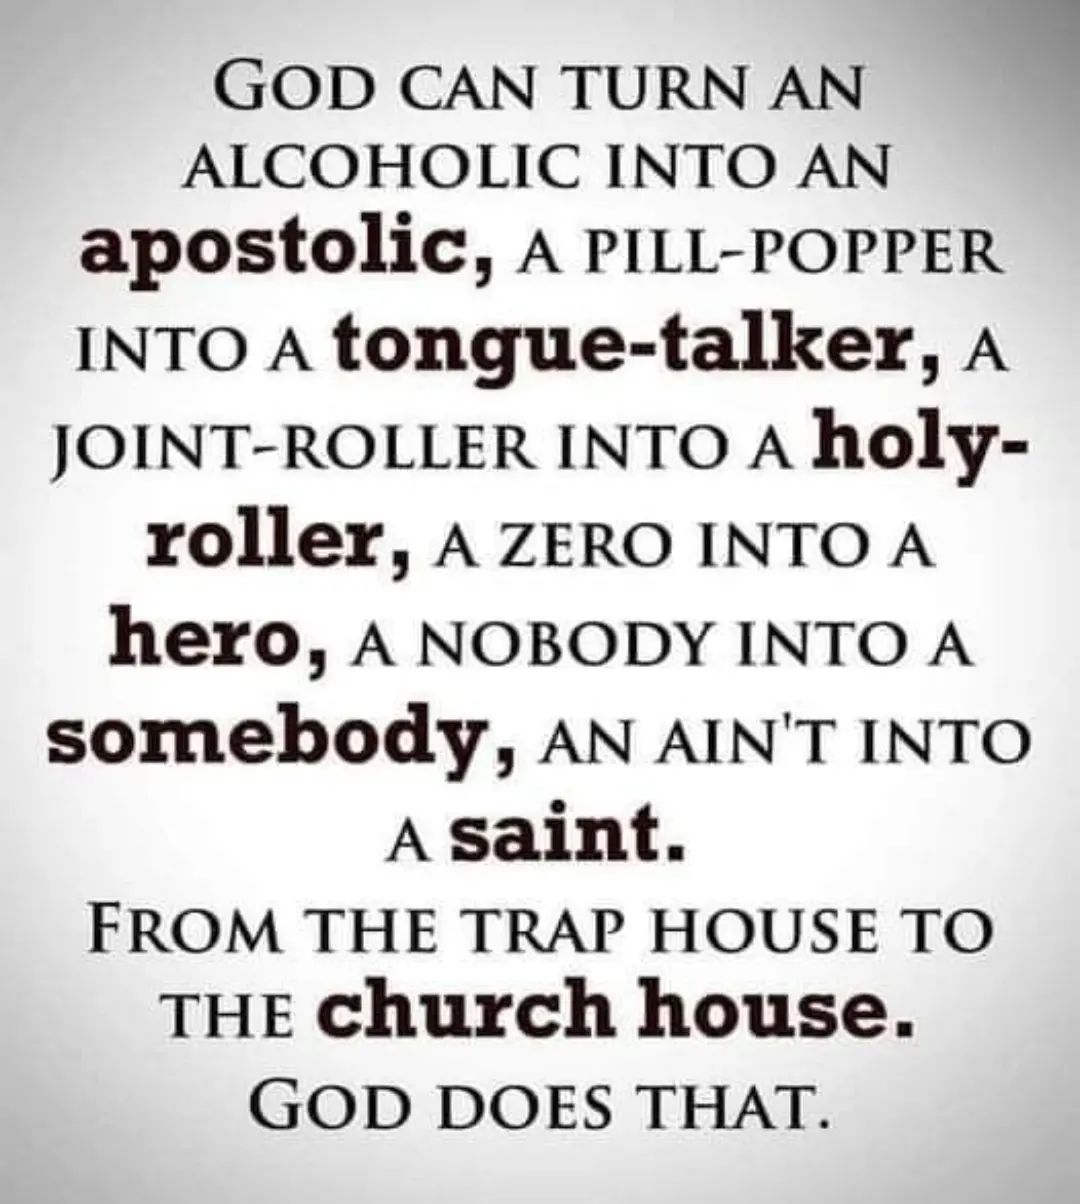 GOD CAN TURN AN
ALCOHOLIC INTO AN
apostolic, A PILL-POPPER
INTO A tongue-talker, A
JOINT-ROLLER INTO A holy-
roller, A ZERO INTO A
hero, A NOBODY INTO A
somebody, AN AIN'T INTO
A saint.
FROM THE TRAP HOUSE TO
THE church house.
GOD DOES THAT.